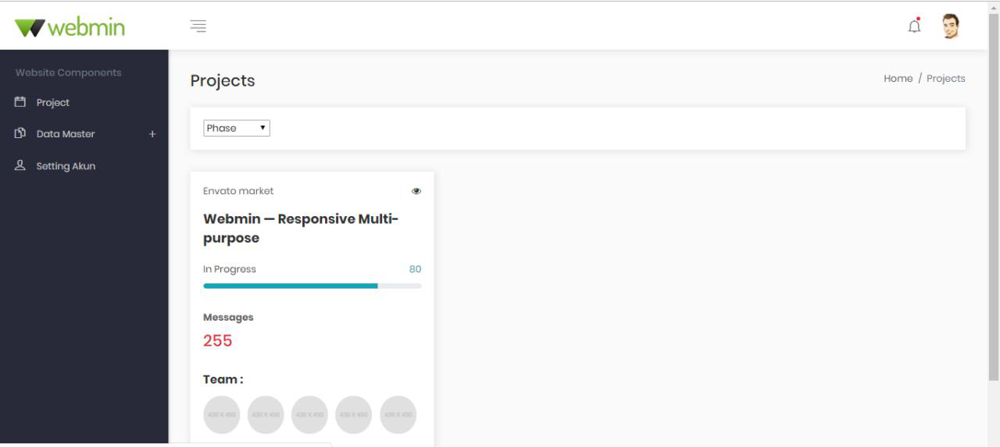 webmin
Website Components
Project
Data Master +
Setting Akun
Projects
Home / Projects
Phase
Envato market
Webmin — Responsive Multi-
purpose
In Progress 80
Messages
255
Team :
430 X 450 430 X 450 430 X 450 430 X 450 430 X 450